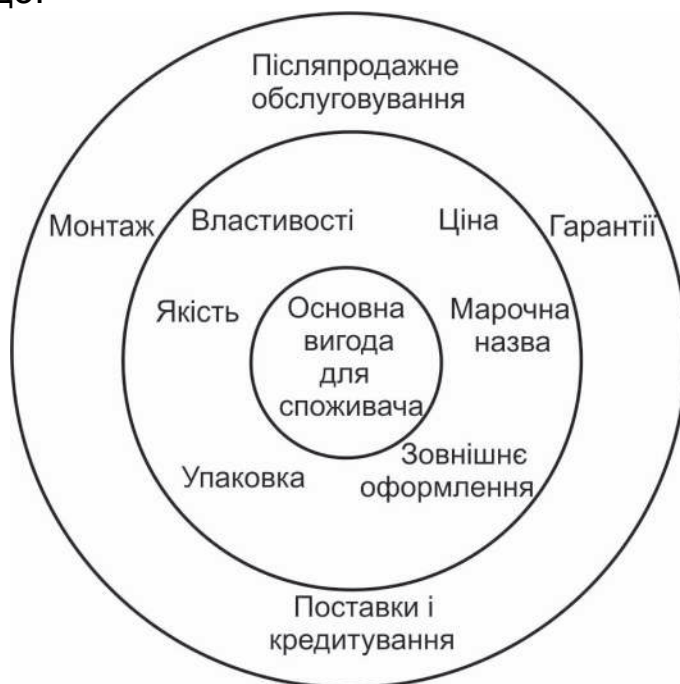 Післяпродажне
обслуговування
Монтаж
Властивості
Ціна
Гарантії
Якість
Основна
вигода
для
споживача
Марочна
назва
Упаковка
Зовнішнє
оформлення
Поставки і
кредитування